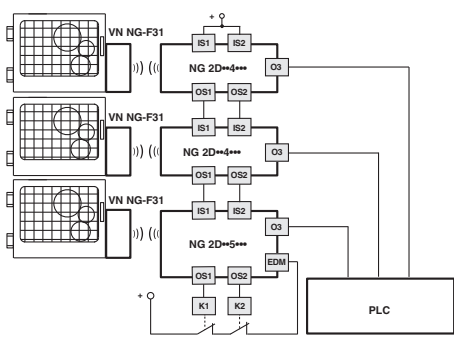 +
VN NG-F31
IS1 IS2
NG 2D••4•••
O3
OS1 OS2
VN NG-F31
IS1 IS2
NG 2D••4•••
O3
OS1 OS2
VN NG-F31
IS1 IS2
O3
NG 2D••5•••
EDM
OS1 OS2
+
K1 K2
PLC